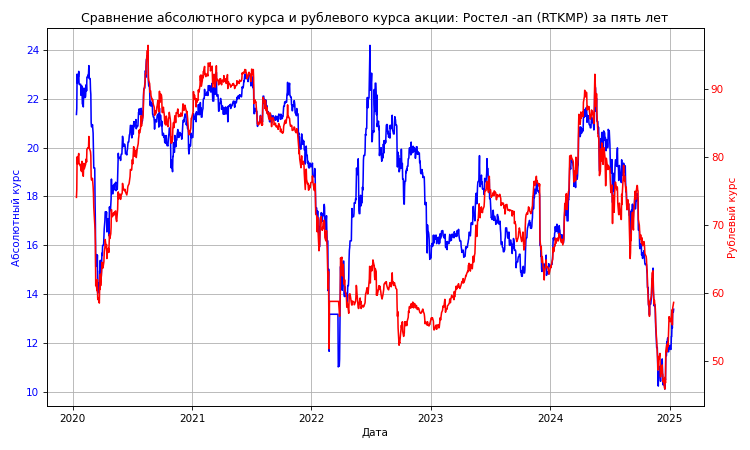 Сравнение абсолютного курса и рублевого курса акции: Ростел -ап (RTKMP) за пять лет
24
22
20
18
16
14
12
10
Абсолютный курс
90
80
70
60
50
Рублевый курс
2020 2021 2022 2023 2024 2025
Дата